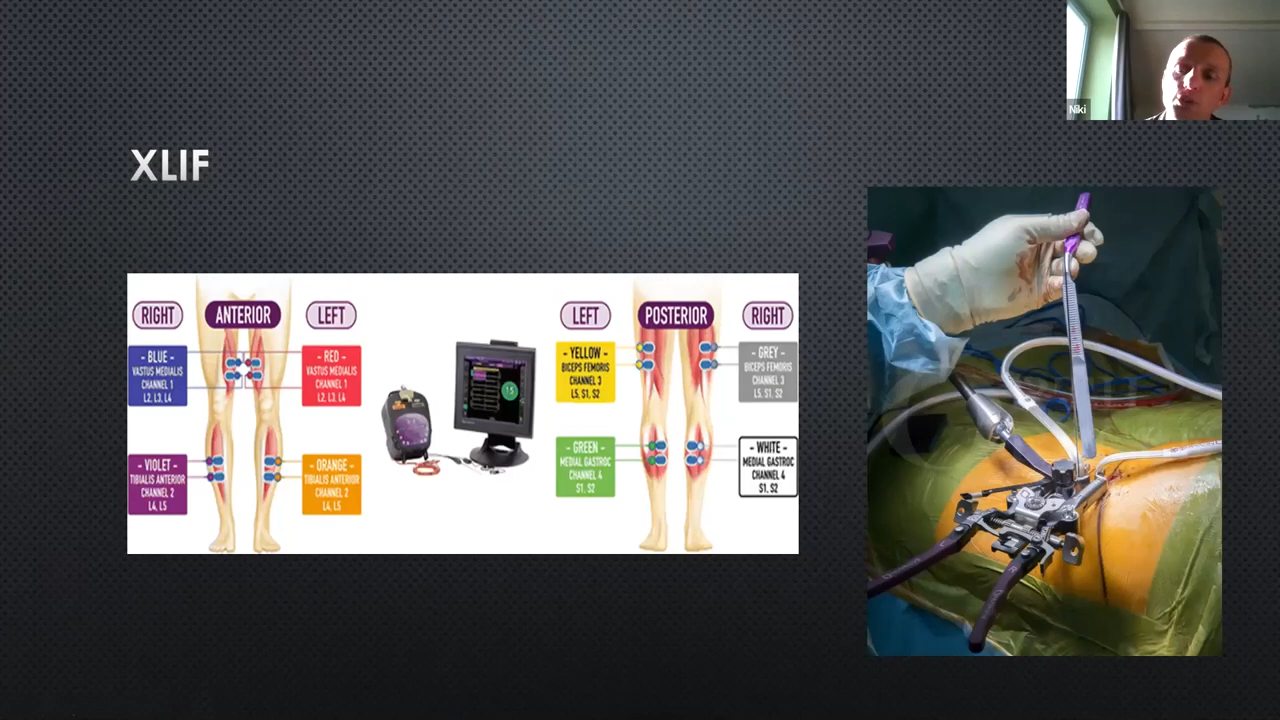 Niki
XLIF
RIGHT
ANTERIOR
LEFT
- BLUE -
VASTUS MEDIALIS
CHANNEL 1
L2, L3, L4
- RED -
VASTUS MEDIALIS
CHANNEL 1
L2, L3, L4
- VIOLET -
TIBIALIS ANTERIOR
CHANNEL 2
L4, L5
- ORANGE -
TIBIALIS ANTERIOR
CHANNEL 2
L4, L5
15
LEFT
POSTERIOR
RIGHT
- YELLOW -
BICEPS FEMORIS
CHANNEL 3
L5, S1, S2
- GREY -
BICEPS FEMORIS
CHANNEL 3
L5, S1, S2
- GREEN -
MEDIAL GASTROC
CHANNEL 4
S1, S2
- WHITE -
MEDIAL GASTROC
CHANNEL 4
S1, S2